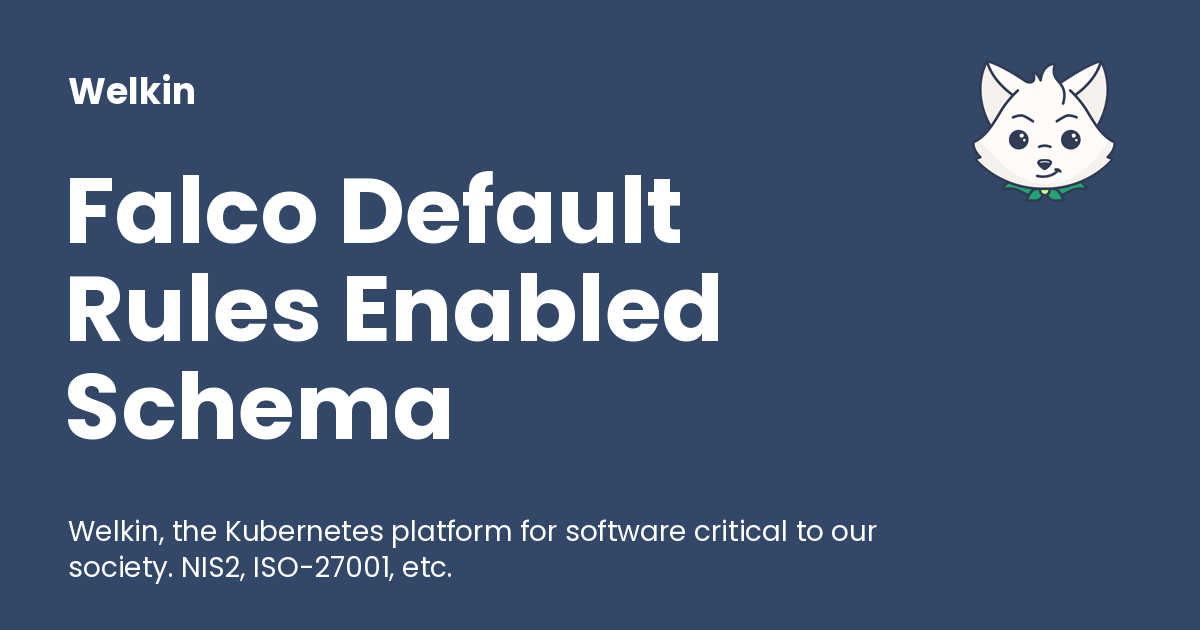 Welkin
Falco Default
Rules Enabled
Schema
Welkin, the Kubernetes platform for software critical to our
society. NIS2, ISO-27001, etc.